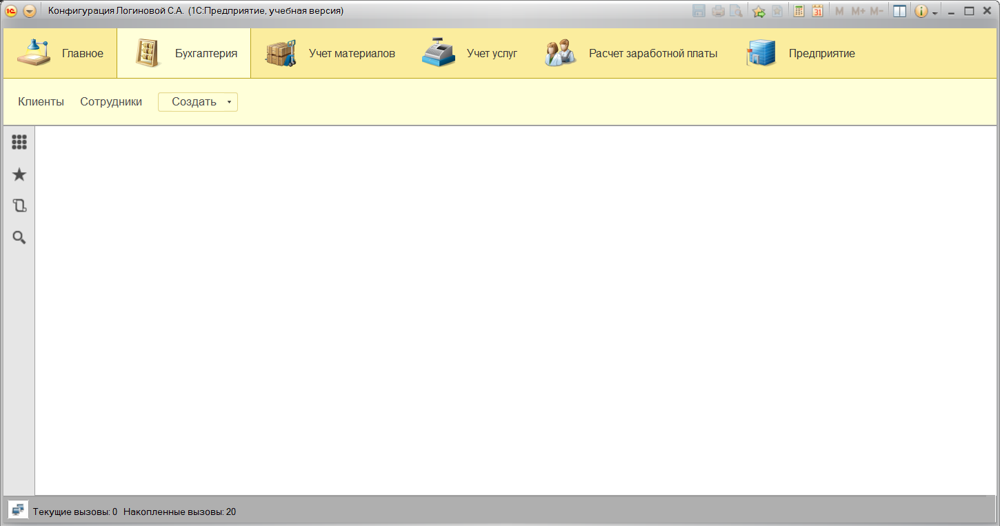 Конфигурация Логиновой С.А. (1С:Предприятие, учебная версия)
31 M M+ M-
Главное Бухгалтерия Учет материалов Учет услуг Расчет заработной платы Предприятие
Клиенты Сотрудники Создать
Текущие вызовы: 0 Накопленные вызовы: 20